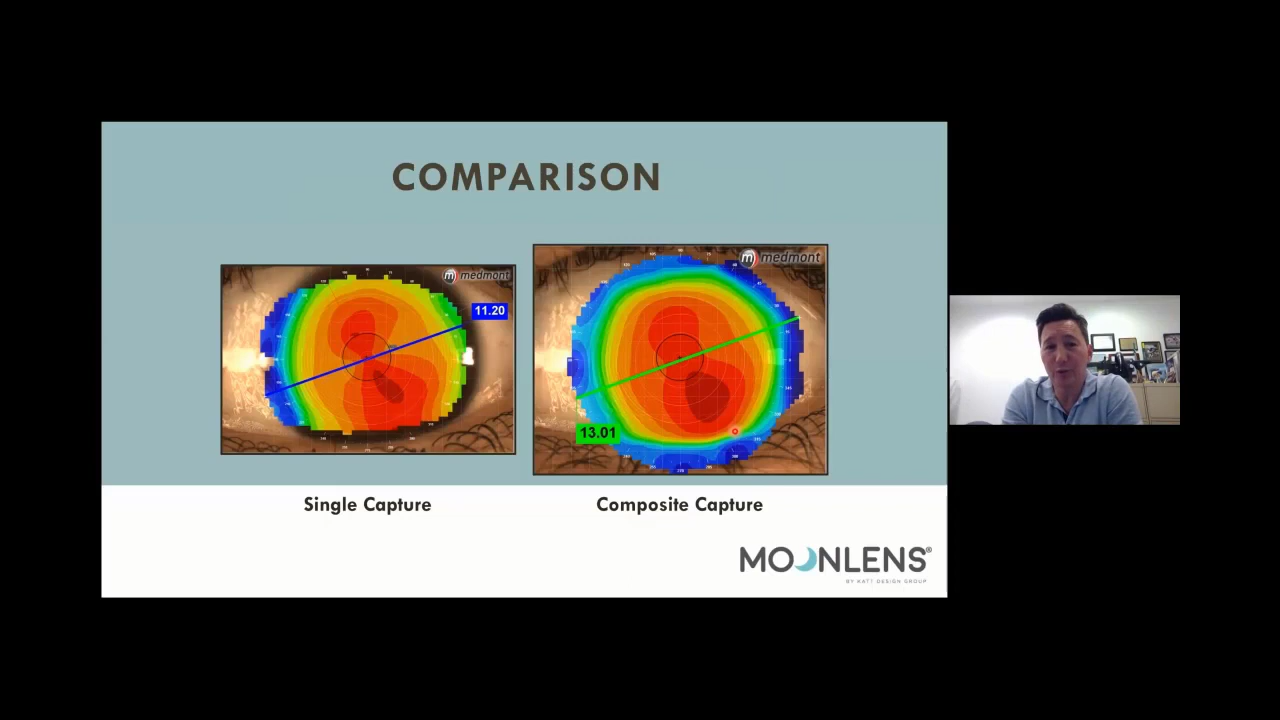 COMPARISON
medmont
11.20
medmont
13.01
Single Capture
Composite Capture
MOONLENS®
BY KATT DESIGN GROUP